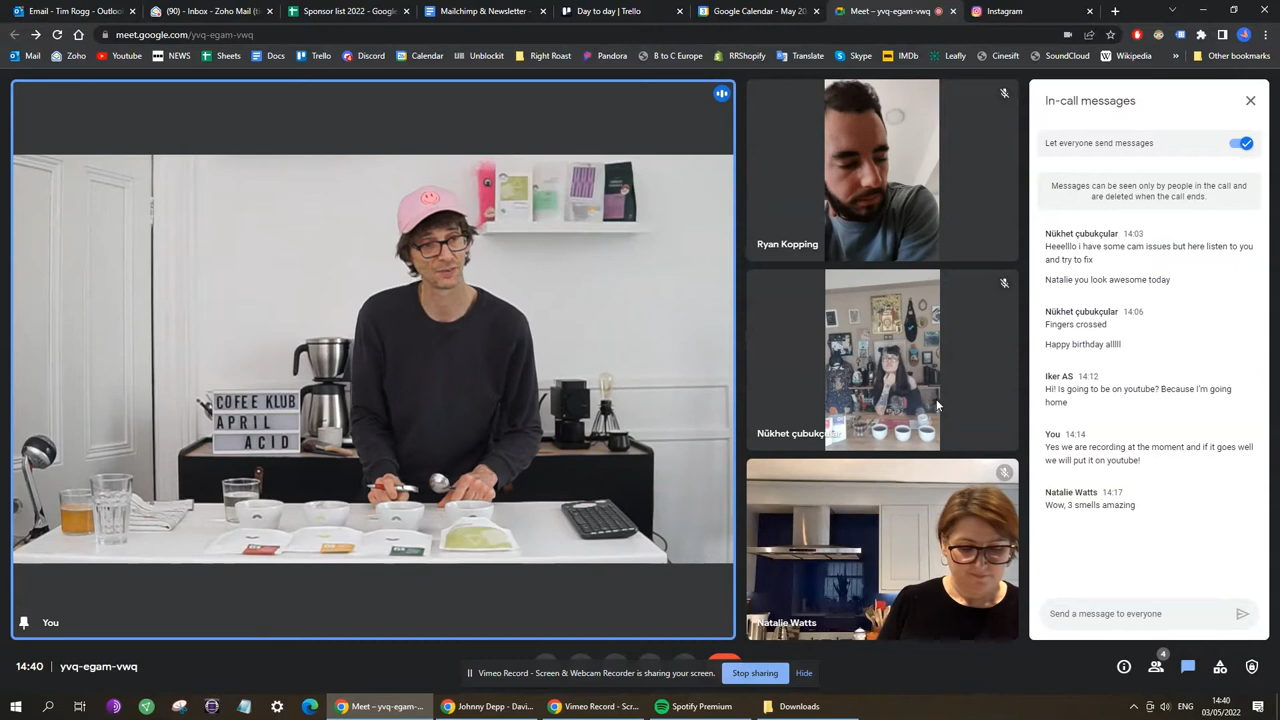 Email - Tim Rogg - Outloo
(90) - Inbox - Zoho Mail (t
Sponsor list 2022 - Google
Mailchimp & Newsletter -
Day to day | Trello
Google Calendar - May 20
Meet – yvq-egam-vwq
Instagram
meet.google.com/yvq-egam-vwq
Mail
Zoho
NEW
Sheets
Docs
Trello
Discord
Calendar
Unblockit
Right Roast
Pandora
B to C Europe
RRShopify
Translate
Skype
IMDb
Leafly
Cinesift
SoundCloud
Wikipedia
»
Other bookmarks
COFEE KLUB
APRIL
ACID
You
Ryan Kopping
Nükhet çubukçular
Natalie Watts
In-call messages
Let everyone send messages
Messages can be seen only by people in the call and
are deleted when the call ends.
Nükhet çubukçular 14:03
Heeelllo i have some cam issues but here listen to you
and try to fix
Natalie you look awesome today
Nükhet çubukçular 14:06
Fingers crossed
Happy birthday alllll
Iker AS 14:12
Hi! Is going to be on youtube? Because I'm going
home
You 14:14
Yes we are recording at the moment and if it goes well
we will put it on youtube!
Natalie Watts 14:17
Wow, 3 smells amazing
Send a message to everyone
14:40 | yvq-egam-vwq
Vimeo Record - Screen & Webcam Recorder is sharing your screen.
Stop sharing
Hide
4
Meet – yvq-egam-...
Johnny Depp - Davi...
Vimeo Record - Scr...
Spotify Premium
Downloads
ENG
14:40
03/05/2022